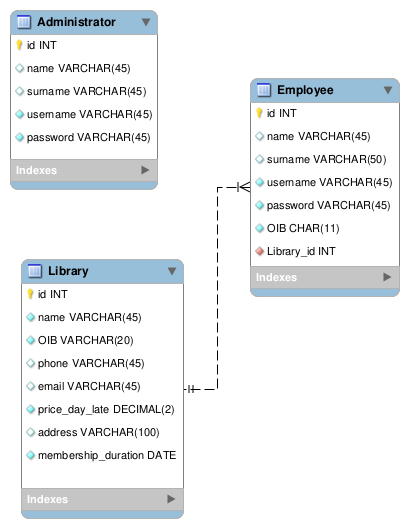 Administrator
id INT
name VARCHAR(45)
surname VARCHAR(45)
username VARCHAR(45)
password VARCHAR(45)
Indexes
Employee
id INT
name VARCHAR(45)
surname VARCHAR(50)
username VARCHAR(45)
password VARCHAR(45)
OIB CHAR(11)
Library_id INT
Indexes
Library
id INT
name VARCHAR(45)
OIB VARCHAR(20)
phone VARCHAR(45)
email VARCHAR(45)
price_day_late DECIMAL(2)
address VARCHAR(100)
membership_duration DATE
Indexes